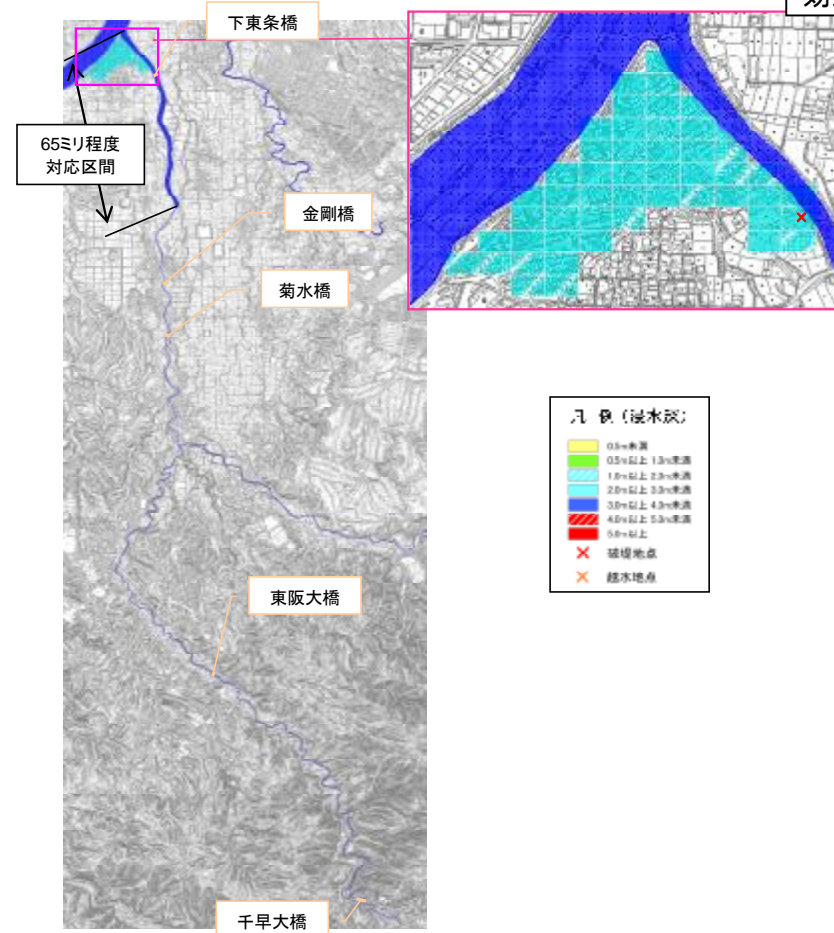 下東条橋
65ミリ程度
対応区間
金剛橋
菊水橋
凡 例 (浸水深)
0.5m未満
0.5m以上 1.0m未満
1.0m以上 2.0m未満
2.0m以上 3.0m未満
3.0m以上 4.0m未満
4.0m以上 5.0m未満
5.0m以上
破堤地点
越水地点
東阪大橋
千早大橋